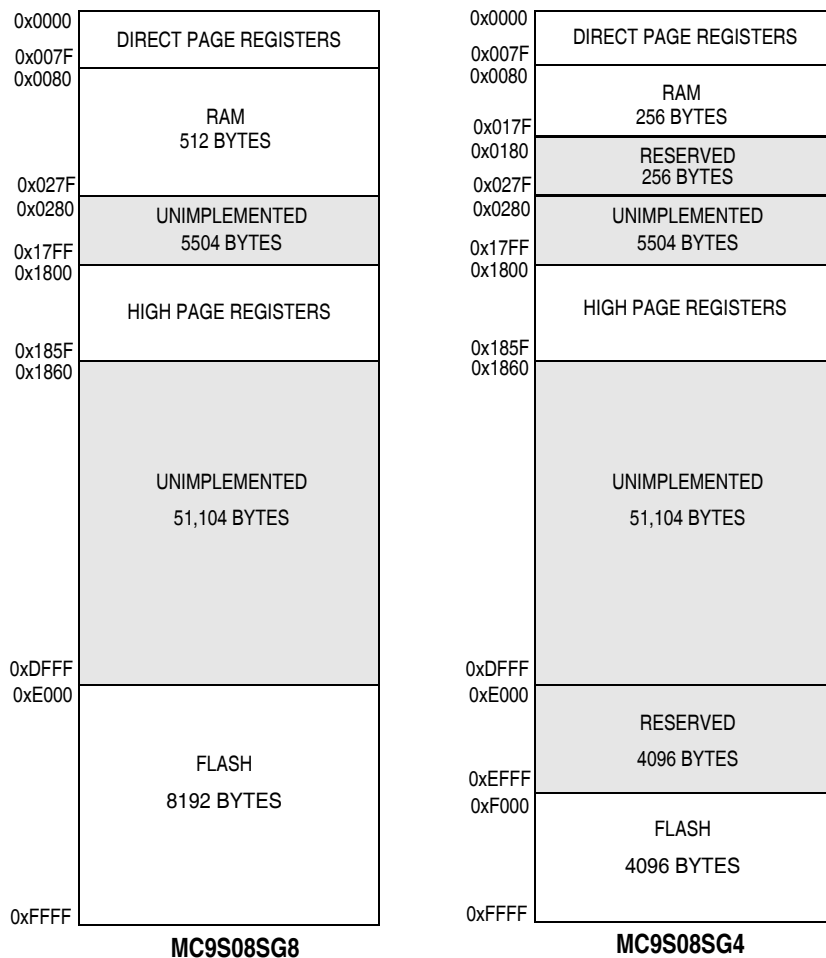 0x0000
DIRECT PAGE REGISTERS
0x007F
0x0080
RAM
512 BYTES
0x027F
0x0280
UNIMPLEMENTED
5504 BYTES
0x17FF
0x1800
HIGH PAGE REGISTERS
0x185F
0x1860
UNIMPLEMENTED
51,104 BYTES
0xDFFF
0xE000
FLASH
8192 BYTES
0xFFFF
MC9S08SG8
0x0000
DIRECT PAGE REGISTERS
0x007F
0x0080
RAM
256 BYTES
0x017F
0x0180
RESERVED
256 BYTES
0x027F
0x0280
UNIMPLEMENTED
5504 BYTES
0x17FF
0x1800
HIGH PAGE REGISTERS
0x185F
0x1860
UNIMPLEMENTED
51,104 BYTES
0xDFFF
0xE000
RESERVED
4096 BYTES
0xEFFF
0xF000
FLASH
4096 BYTES
0xFFFF
MC9S08SG4